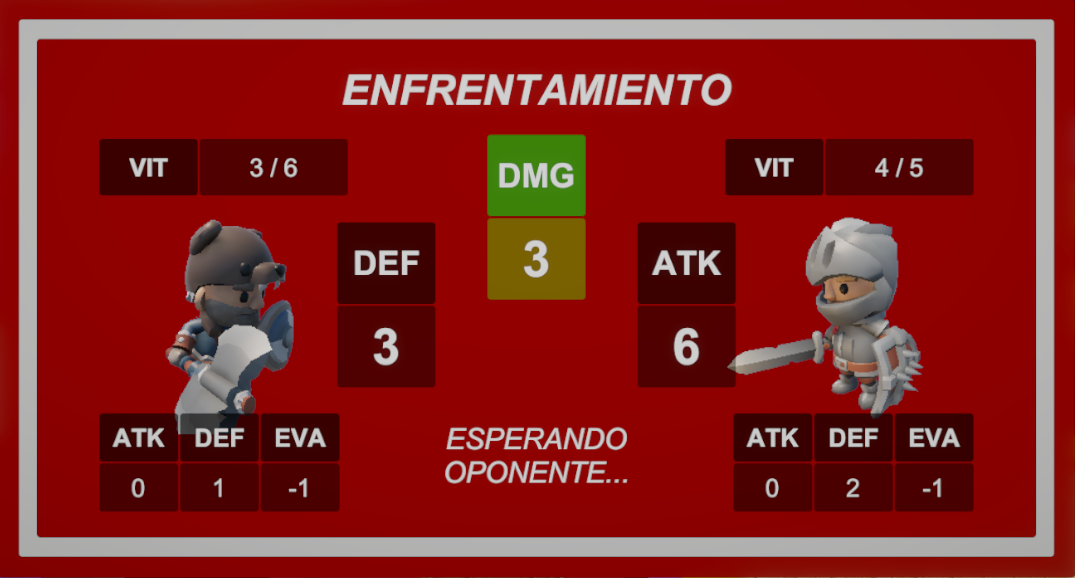 ENFRENTAMIENTO
VIT 3 / 6
DMG
3
VIT 4 / 5
DEF
3
ATK
6
ATK DEF EVA
0 1 -1
ESPERANDO
OPONENTE...
ATK DEF EVA
0 2 -1